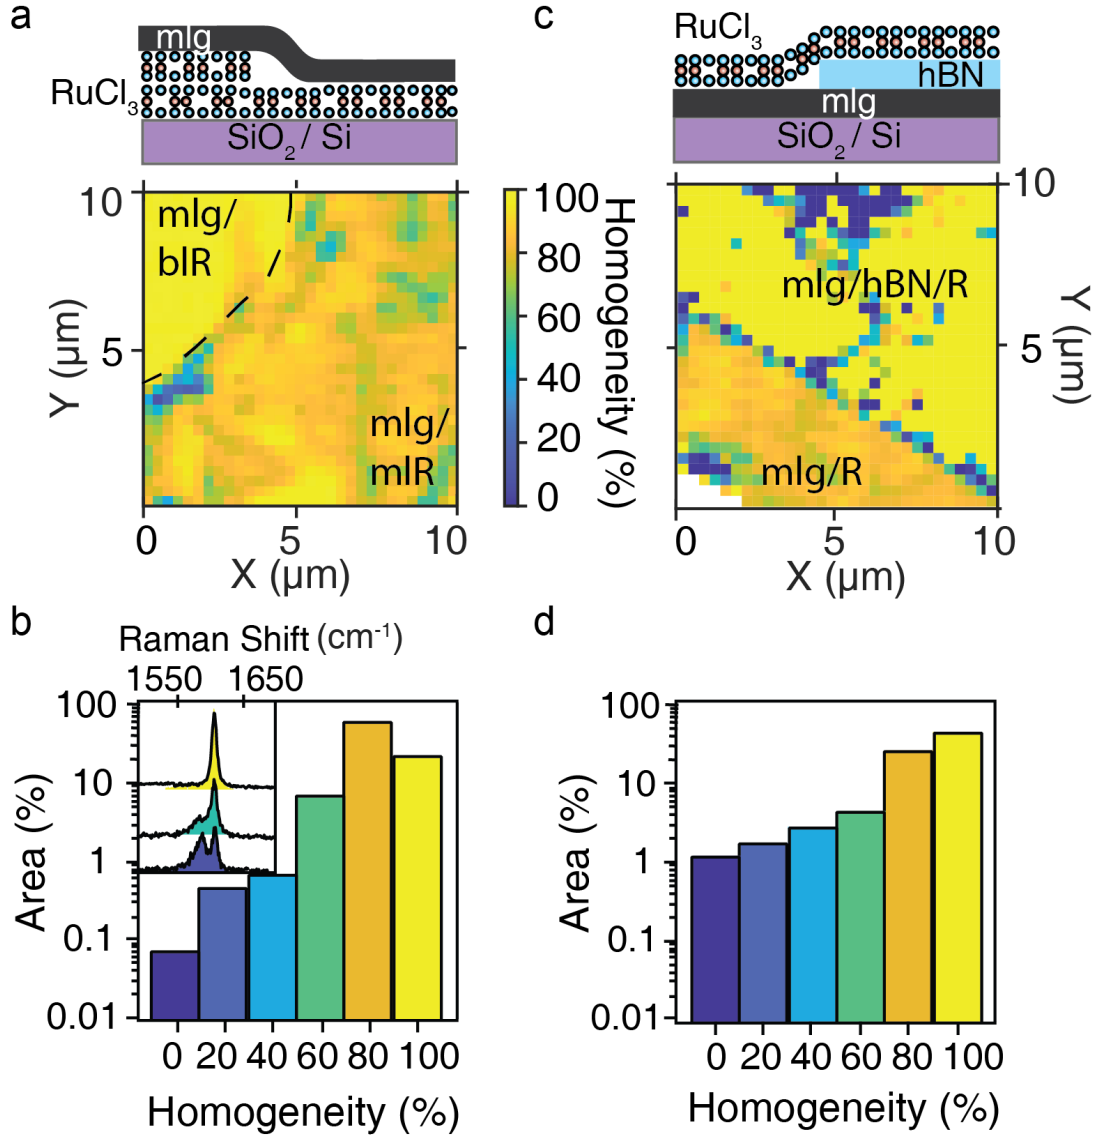 a
mlg
RuCl3
SiO2 / Si
10
5
0
5
10
Y (μm)
X (μm)
mlg/
blR
mlg/
mlR
100
80
60
40
20
0
Homogeneity (%)
c
RuCl3
hBN
mlg
SiO2 / Si
10
5
Y (μm)
mlg/hBN/R
mlg/R
0
5
10
X (μm)
b
Raman Shift (cm-1)
1550
1650
100
10
1
0.1
0.01
Area (%)
0
20
40
60
80
100
Homogeneity (%)
d
100
10
1
0.1
0.01
Area (%)
0
20
40
60
80
100
Homogeneity (%)